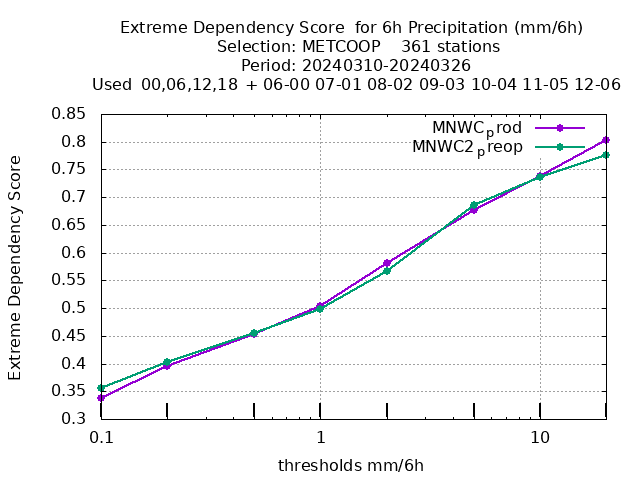 Extreme Dependency Score  for 6h Precipitation (mm/6h)
Selection: METCOOP    361 stations
Period: 20240310-20240326
Used  00,06,12,18  + 06-00 07-01 08-02 09-03 10-04 11-05 12-06
MNWCprod
MNWC2preop
Extreme Dependency Score
0.85
0.8
0.75
0.7
0.65
0.6
0.55
0.5
0.45
0.4
0.35
0.3
0.1
1
10
thresholds mm/6h